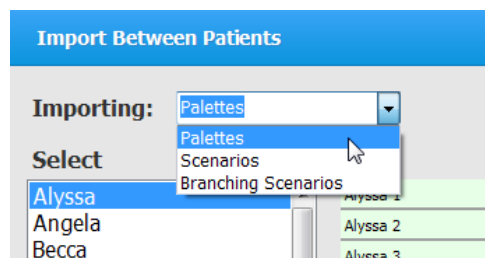 Import Between Patients
Importing: Palettes
Palettes
Scenarios
Branching Scenarios
Select
Alyssa
Angela
Becca
Alyssa 1
Alyssa 2
Alyssa 3